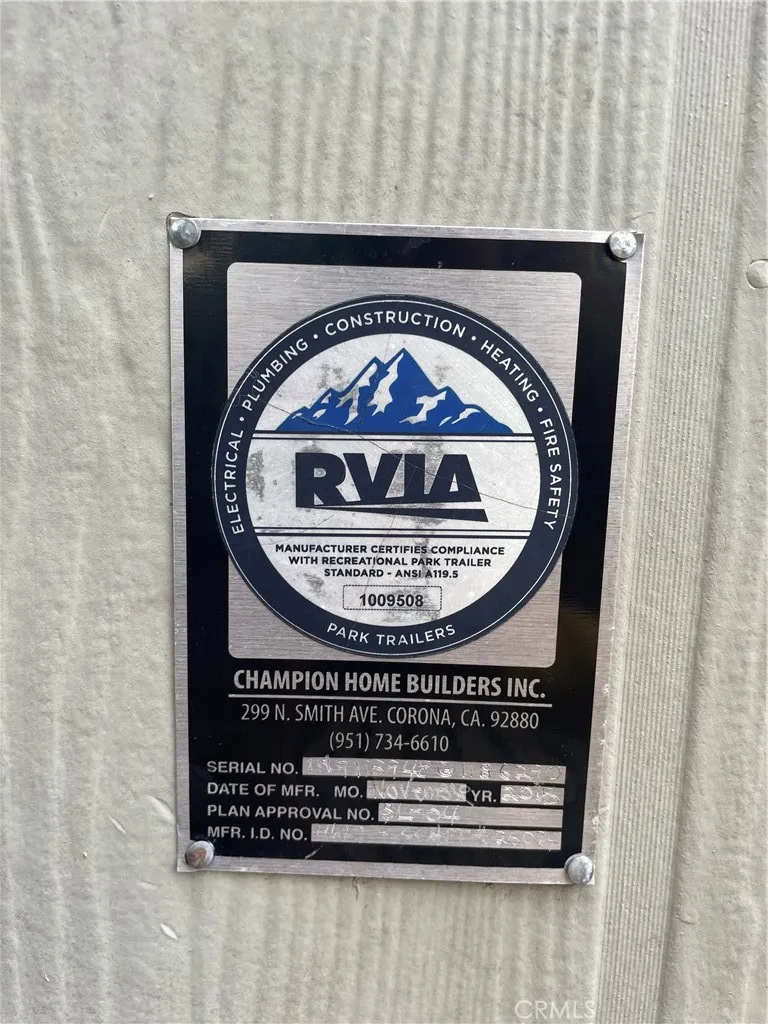 ELECTRICAL • PLUMBING • CONSTRUCTION • HEATING • FIRE SAFETY
RVIA
MANUFACTURER CERTIFIES COMPLIANCE
WITH RECREATIONAL PARK TRAILER
STANDARD - ANSI A119.5
1009508
PARK TRAILERS
CHAMPION HOME BUILDERS INC.
299 N. SMITH AVE. CORONA, CA. 92880
(951) 734-6610
SERIAL NO.
DATE OF MFR. MO. November YR.
PLAN APPROVAL NO.
MFR. I.D. NO.
CRMLS